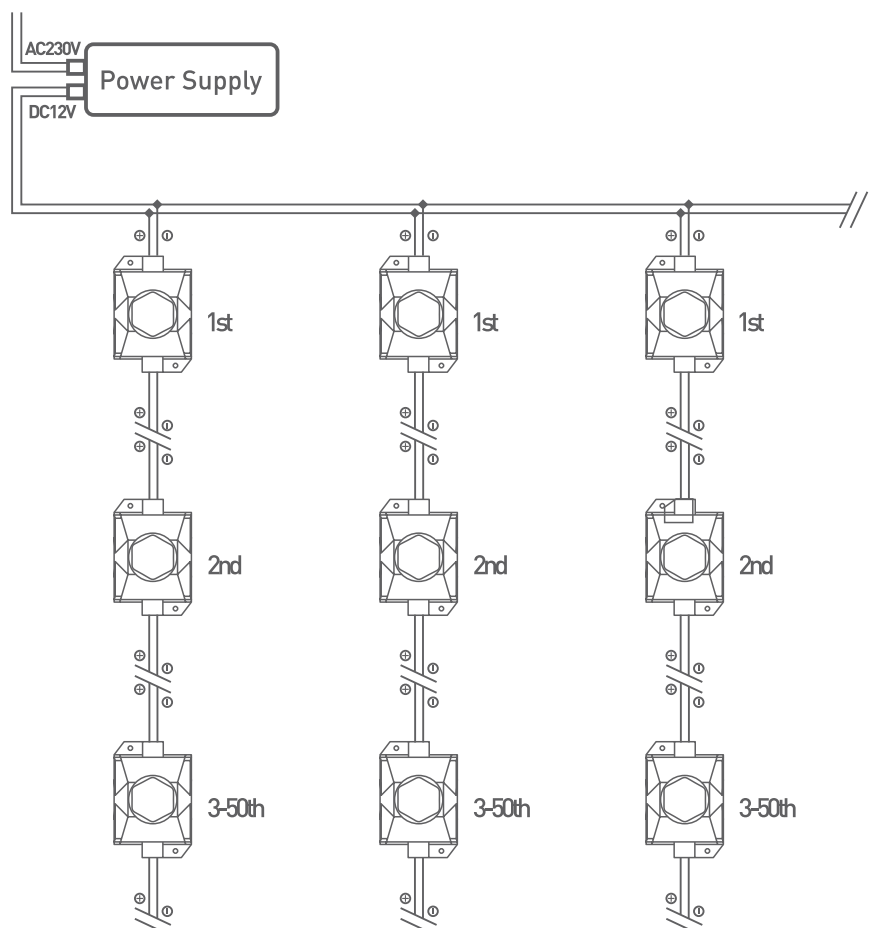 AC230V
Power Supply
DC12V
1st 1st 1st
2nd 2nd 2nd
3-50th 3-50th 3-50th